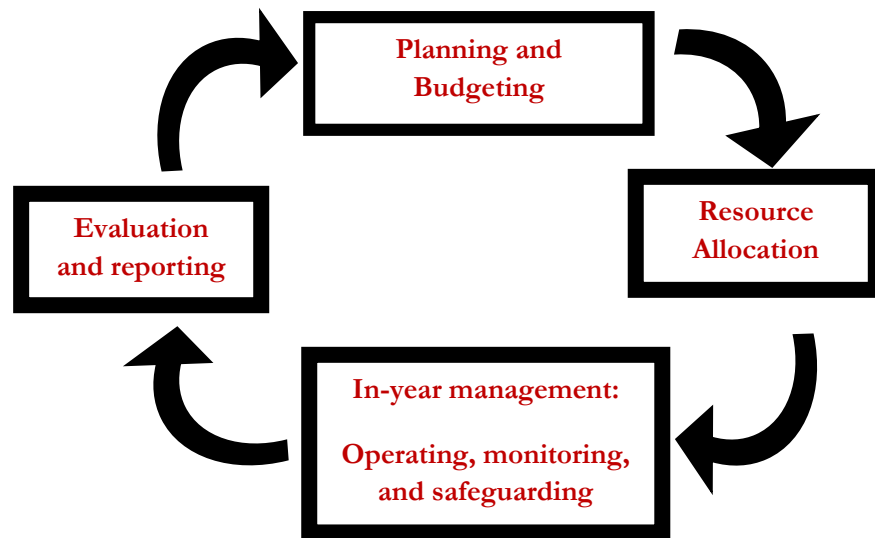 Planning and
Budgeting
Resource
Allocation
In-year management:
Operating, monitoring,
and safeguarding
Evaluation
and reporting